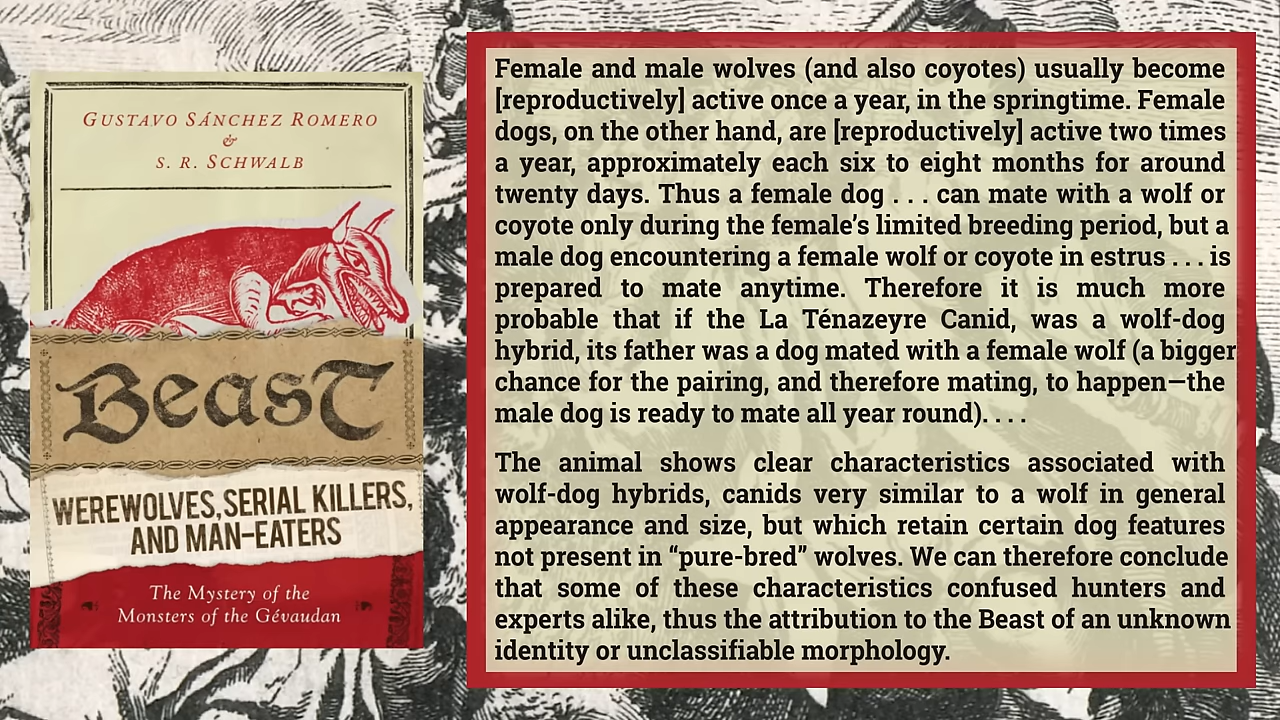 GUSTAVO SÁNCHEZ ROMERO
&
S. R. SCHWALB
Beast
WEREWOLVES, SERIAL KILLERS,
AND MAN-EATERS
The Mystery of the
Monsters of the Gévaudan
Female and male wolves (and also coyotes) usually become
[reproductively] active once a year, in the springtime. Female
dogs, on the other hand, are [reproductively] active two times
a year, approximately each six to eight months for around
twenty days. Thus a female dog . . . can mate with a wolf or
coyote only during the female’s limited breeding period, but a
male dog encountering a female wolf or coyote in estrus . . . is
prepared to mate anytime. Therefore it is much more
probable that if the La Ténazeyre Canid, was a wolf-dog
hybrid, its father was a dog mated with a female wolf (a bigger
chance for the pairing, and therefore mating, to happen—the
male dog is ready to mate all year round). . . .
The animal shows clear characteristics associated with
wolf-dog hybrids, canids very similar to a wolf in general
appearance and size, but which retain certain dog features
not present in “pure-bred” wolves. We can therefore conclude
that some of these characteristics confused hunters and
experts alike, thus the attribution to the Beast of an unknown
identity or unclassifiable morphology.